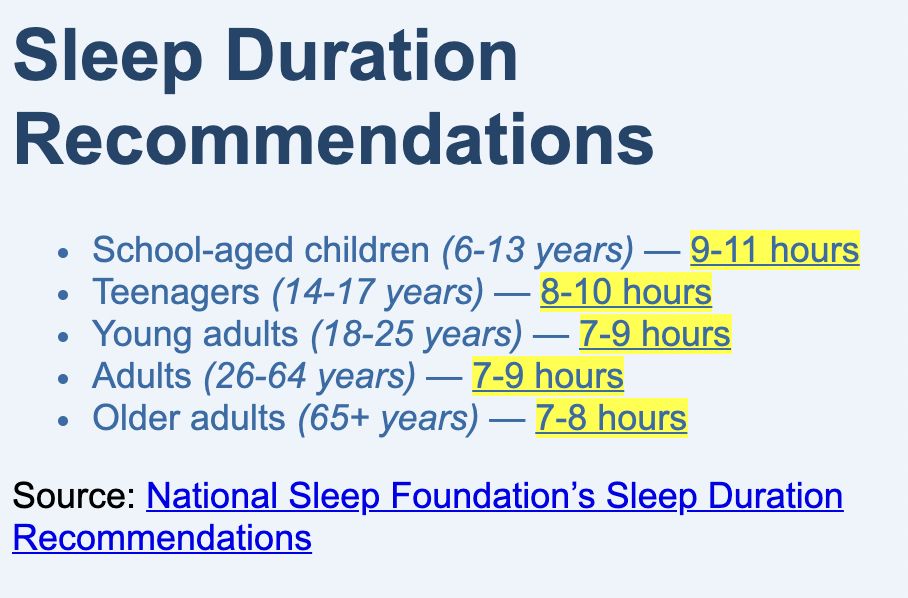 Sleep Duration
Recommendations
• School-aged children (6-13 years) — 9-11 hours
• Teenagers (14-17 years) — 8-10 hours
• Young adults (18-25 years) — 7-9 hours
• Adults (26-64 years) — 7-9 hours
• Older adults (65+ years) — 7-8 hours
Source: National Sleep Foundation’s Sleep Duration
Recommendations